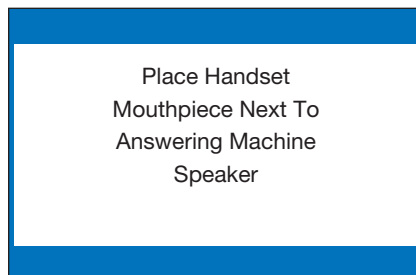 Place Handset
Mouthpiece Next To
Answering Machine
Speaker